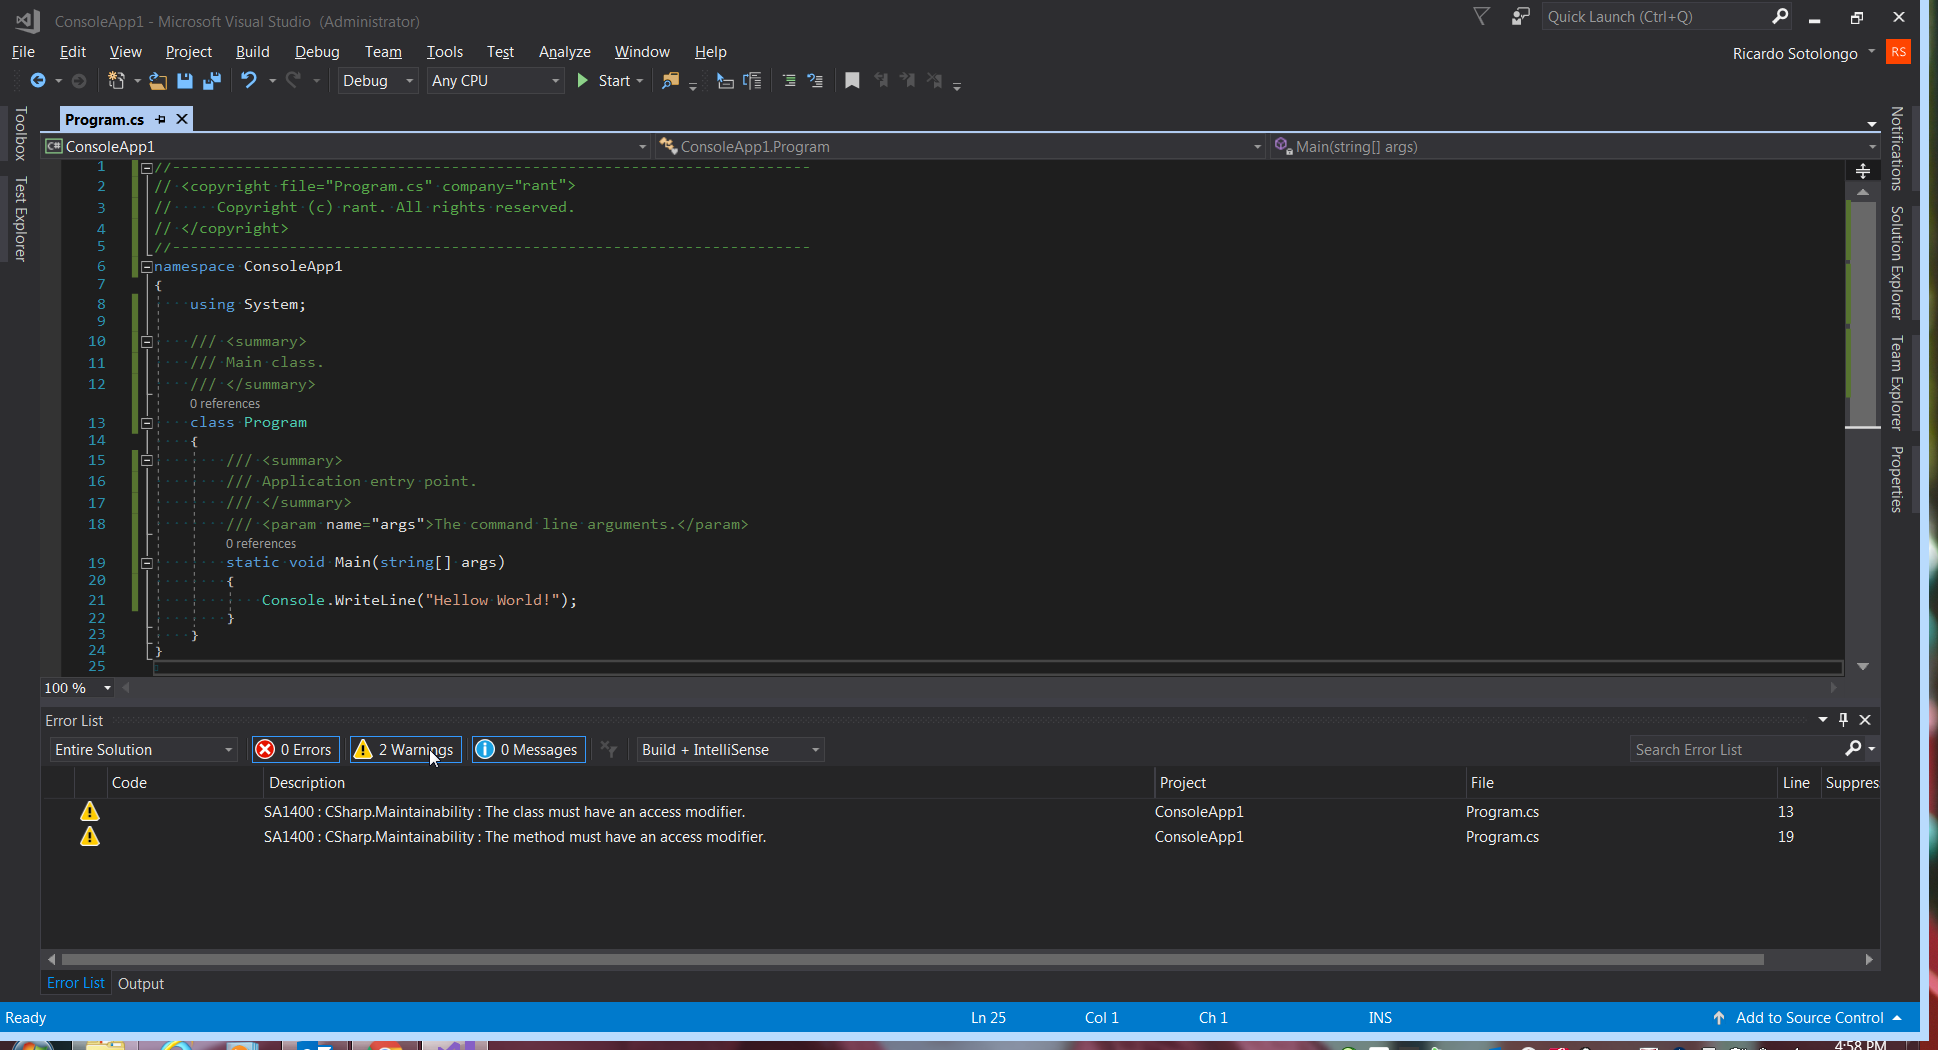 ConsoleApp1 - Microsoft Visual Studio (Administrator)
Quick Launch (Ctrl+Q)
File Edit View Project Build Debug Team Tools Test Analyze Window Help
Ricardo Sotolongo RS
Debug Any CPU Start
Toolbox
Test Explorer
Program.cs
ConsoleApp1 ConsoleApp1.Program Main(string[] args)
1 //-----------------------------------------------------------------------
2 // <copyright file="Program.cs" company="rant">
3 //     Copyright (c) rant. All rights reserved.
4 // </copyright>
5 //-----------------------------------------------------------------------
6 namespace ConsoleApp1
7 {
8     using System;
9
10     /// <summary>
11     /// Main class.
12     /// </summary>
0 references
13     class Program
14     {
15         /// <summary>
16         /// Application entry point.
17         /// </summary>
18         /// <param name="args">The command line arguments.</param>
0 references
19         static void Main(string[] args)
20         {
21             Console.WriteLine("Hellow World!");
22         }
23     }
24 }
25
Notifications
Solution Explorer
Team Explorer
Properties
100 %
Error List
Entire Solution 0 Errors 2 Warnings 0 Messages Build + IntelliSense Search Error List
Code Description Project File Line Suppres
SA1400 : CSharp.Maintainability : The class must have an access modifier. ConsoleApp1 Program.cs 13
SA1400 : CSharp.Maintainability : The method must have an access modifier. ConsoleApp1 Program.cs 19
Error List Output
Ready Ln 25 Col 1 Ch 1 INS Add to Source Control
4:58 PM